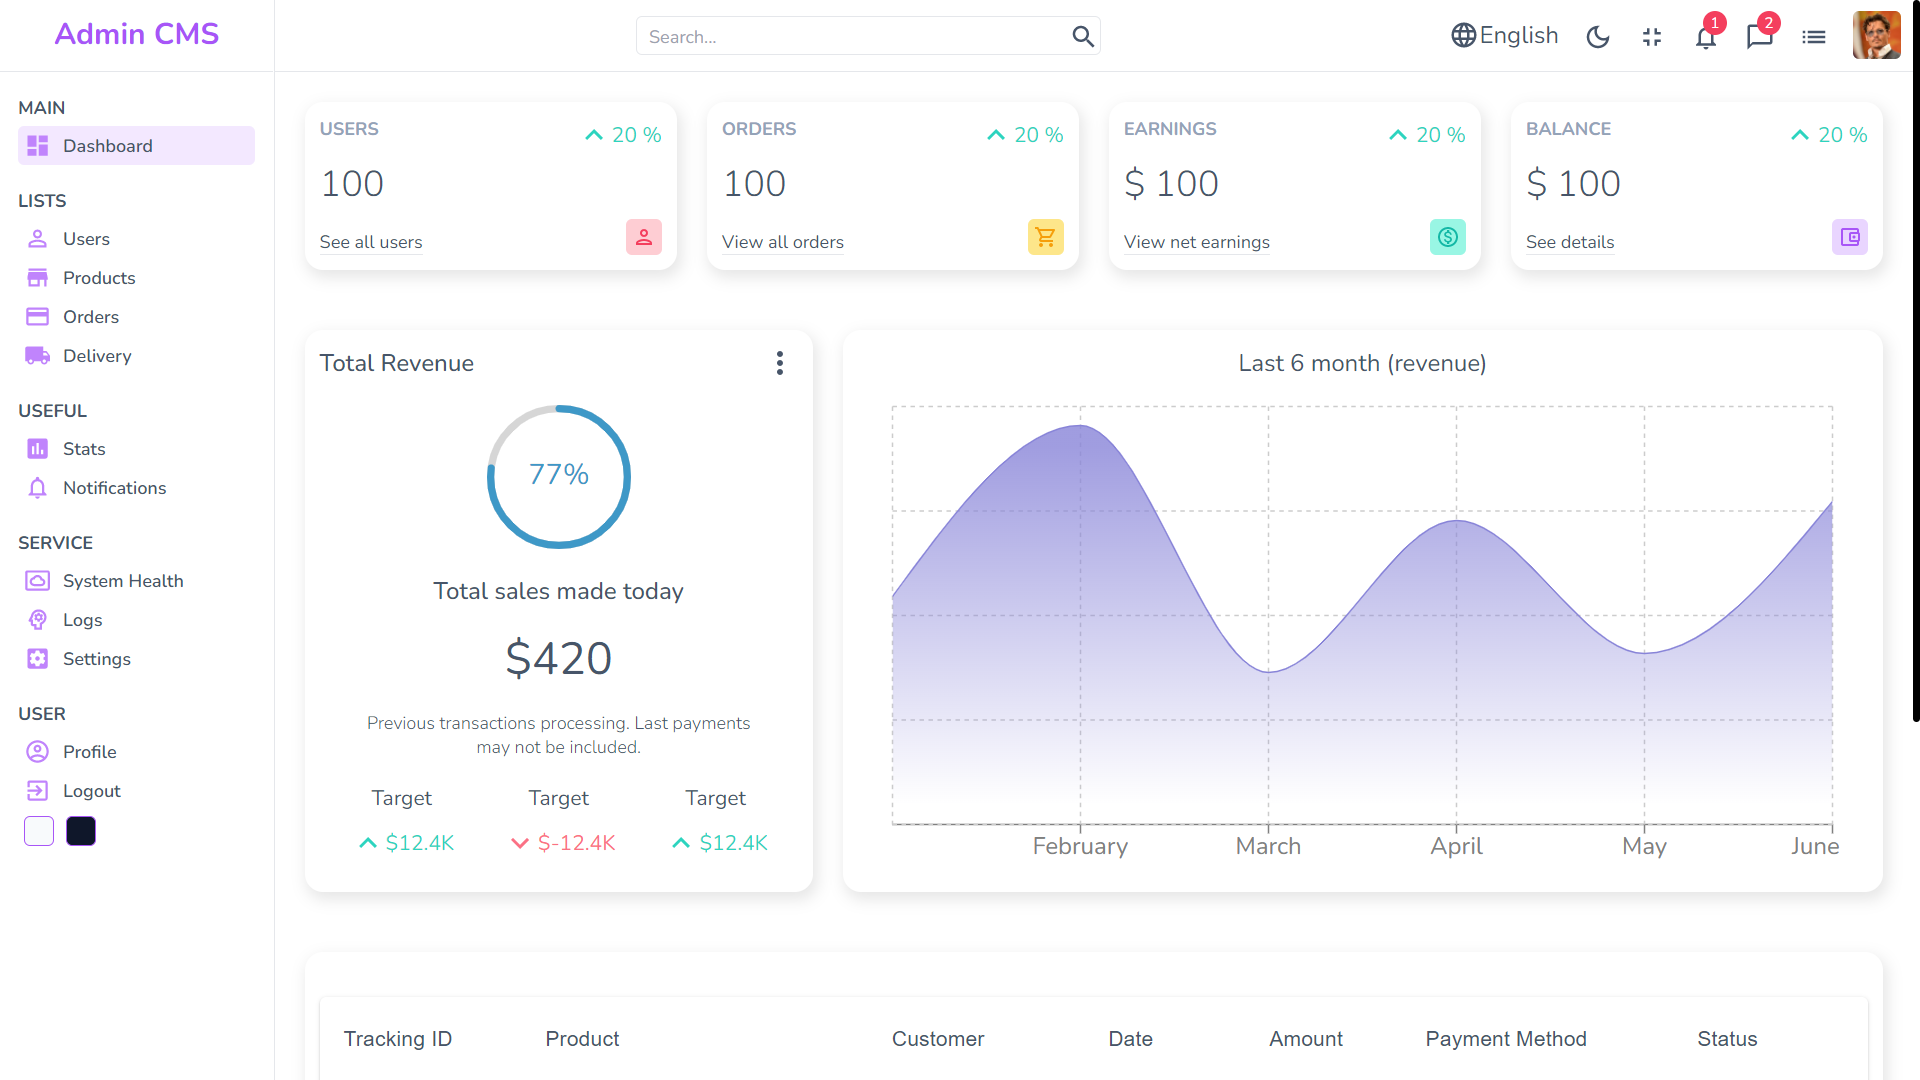 Admin CMS
Search...
English
1
2
MAIN
Dashboard
LISTS
Users
Products
Orders
Delivery
USEFUL
Stats
Notifications
SERVICE
System Health
Logs
Settings
USER
Profile
Logout
USERS
20 %
100
See all users
ORDERS
20 %
100
View all orders
EARNINGS
20 %
$ 100
View net earnings
BALANCE
20 %
$ 100
See details
Total Revenue
77%
Total sales made today
$420
Previous transactions processing. Last payments
may not be included.
Target Target Target
$12.4K $-12.4K $12.4K
Last 6 month (revenue)
February March April May June
Tracking ID Product Customer Date Amount Payment Method Status